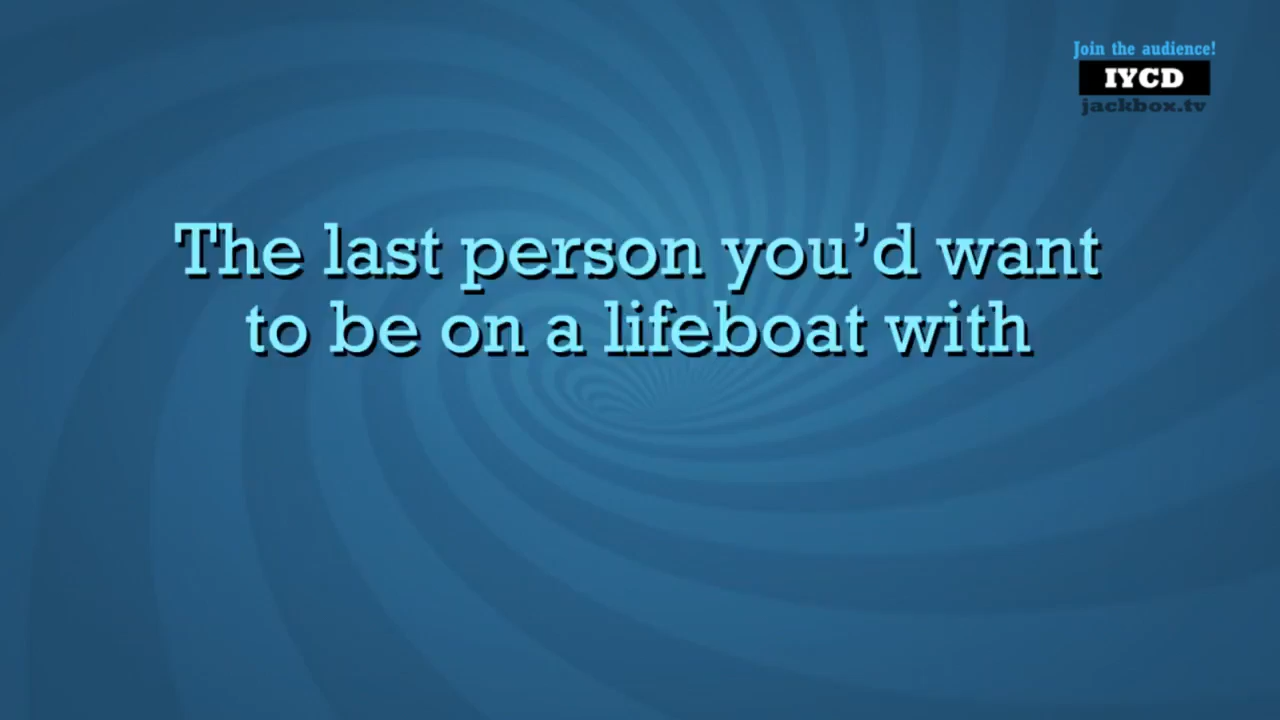 Join the audience!
IYCD
jackbox.tv
The last person you’d want
to be on a lifeboat with